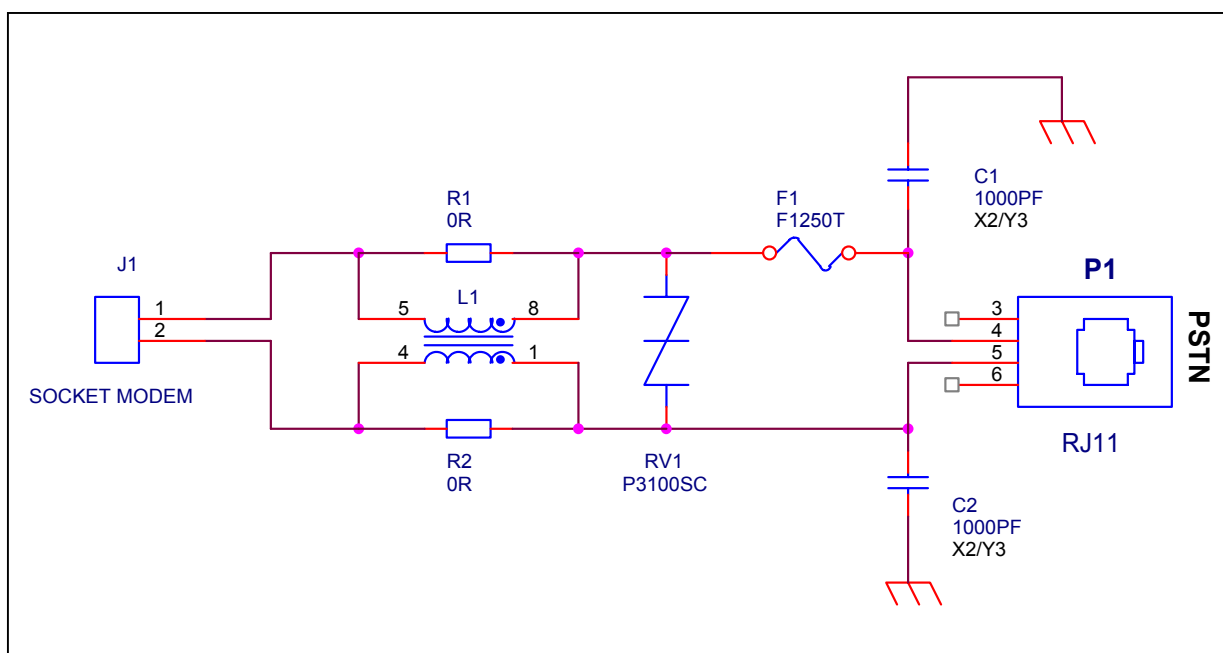 J1
1
2
SOCKET MODEM
R1
0R
L1
5
8
4
1
R2
0R
RV1
P3100SC
F1
F1250T
C1
1000PF
X2/Y3
P1
3
4
5
6
PSTN
RJ11
C2
1000PF
X2/Y3